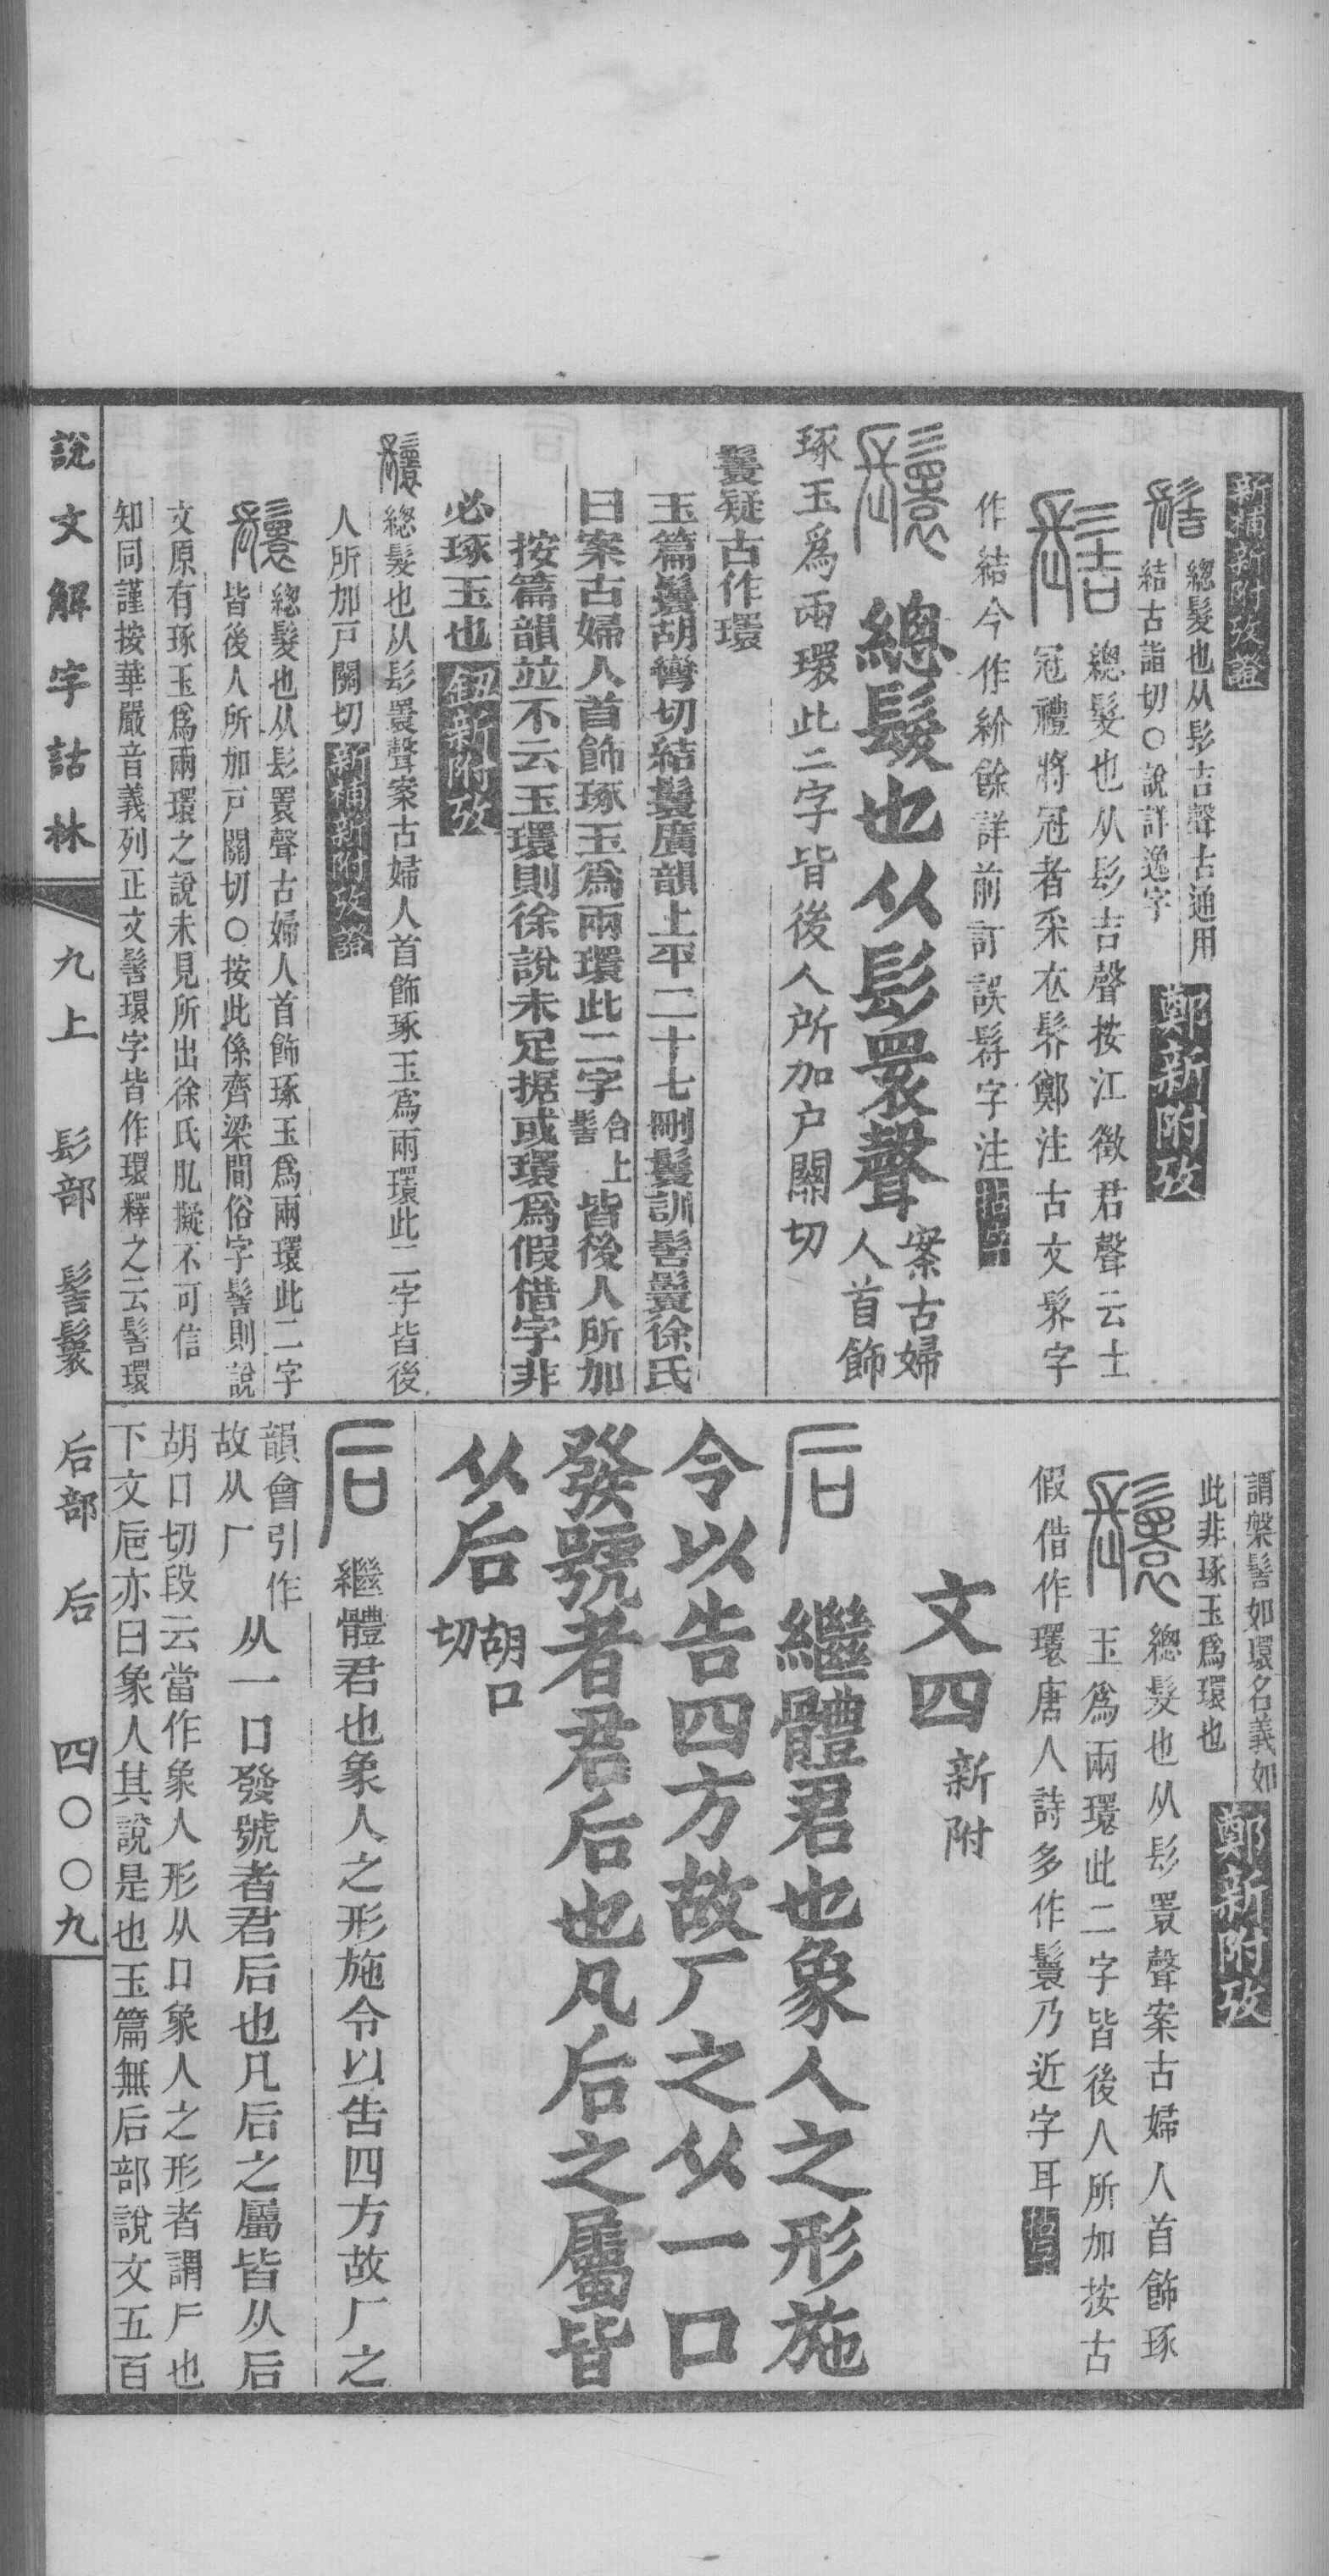 新補新附攷證
總髮也从髟吉聲古通用
結古詣切○說詳逸字
鄭新附攷
總髮也从髟吉聲按江徵君聲云士
冠禮將冠者采衣髺鄭注古文髺字
作結今作紒餘詳前訂誤髺字注
總髮也从髟睘聲
案古婦
人首飾
琢玉爲兩環此二字皆後人所加户關切
鬟疑古作環
玉篇鬟胡彎切結鬟廣韻上平二十七刪鬟訓髻鬟徐氏
曰案古婦人首飾琢玉爲兩環此二字
合上
髻
皆後人所加
按篇韻並不云玉環則徐說未足据或環爲假借字非
必琢玉也
鈕新附攷
總髮也从髟睘聲案古婦人首飾琢玉爲兩環此二字皆後
人所加戸關切
新補新附攷證
總髮也从髟睘聲古婦人首飾琢玉爲兩環此二字
皆後人所加戸關切○按此係齊梁間俗字髻則說
文原有琢玉爲兩環之說未見所出徐氏肊擬不可信
知同謹按華嚴音義列正文髻環字皆作環釋之云髻環
謂槃髻如環名義如
此非琢玉爲環也
鄭新附攷
總髮也从髟睘聲案古婦人首飾琢
玉爲兩環此二字皆後人所加按古
假借作環唐人詩多作鬟乃近字耳
文四
新附
后
繼體君也象人之形施
令以告四方故厂之从一口
發號者君后也凡后之屬皆
从后
胡口
切
后
繼體君也象人之形施令以告四方故厂之
韻會引作
故从厂
从一口發號者君后也凡后之屬皆从后
胡口切段云當作象人形从口象人之形者謂𠂆也
下文卮亦曰象人其說是也玉篇無后部說文五百
說文解字詁林
九上
髟部
髻鬟
后部
后
四○○九